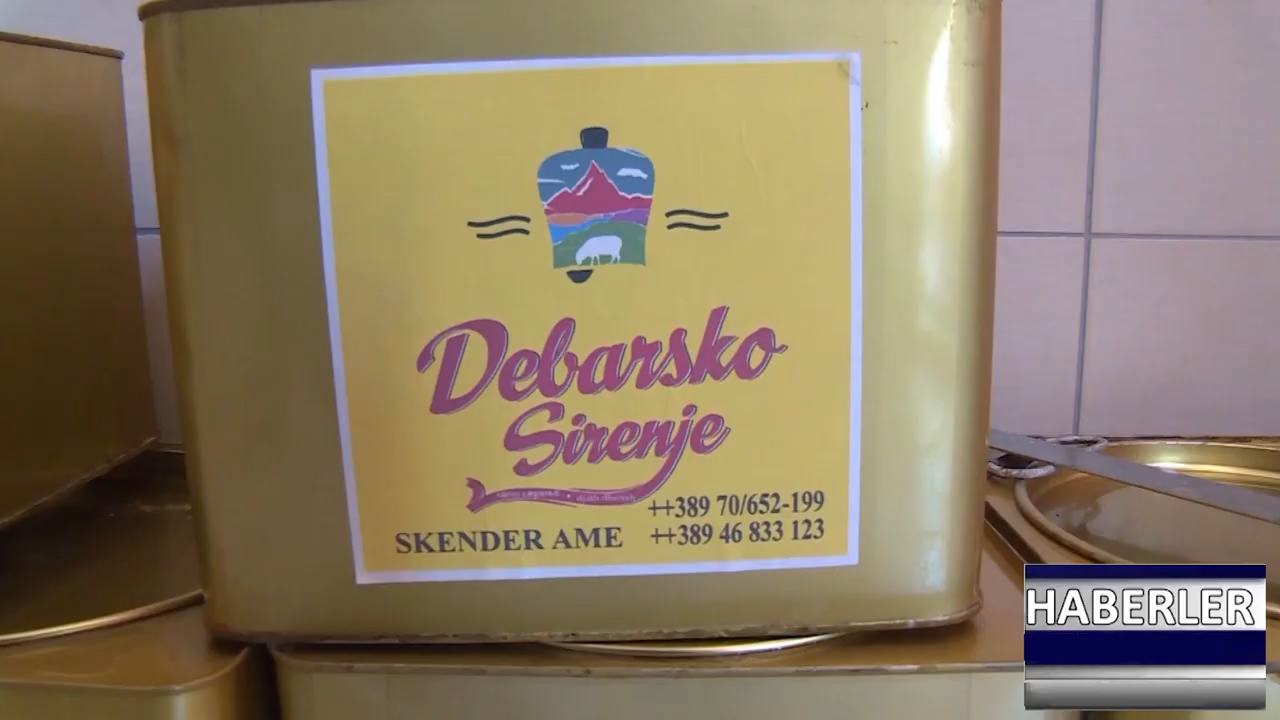 Debarsko
Sirenje
++389 70/652-199
SKENDER AME ++389 46 833 123
HABERLER